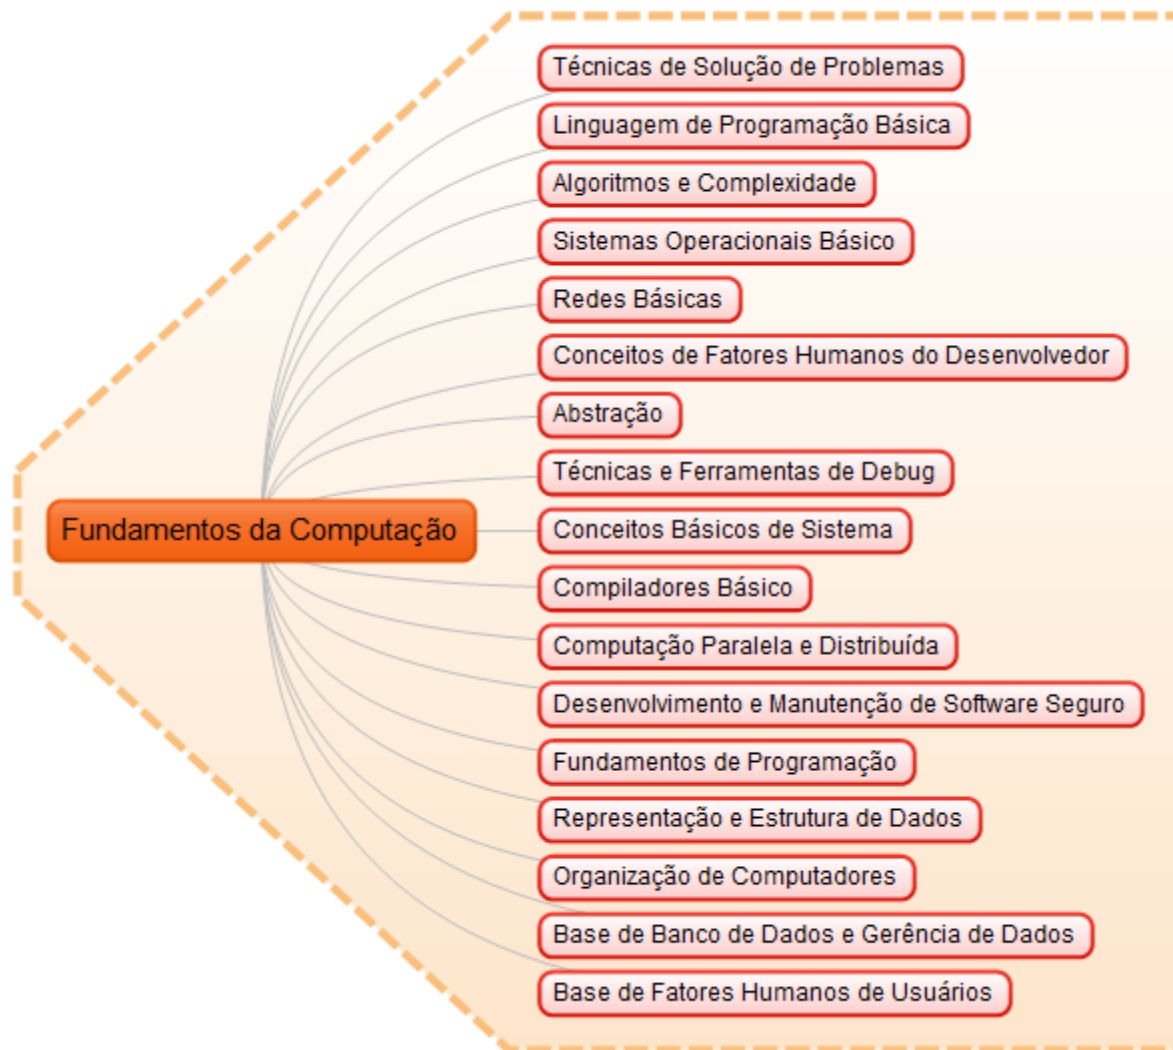 Técnicas de Solução de Problemas
Linguagem de Programação Básica
Algoritmos e Complexidade
Sistemas Operacionais Básico
Redes Básicas
Conceitos de Fatores Humanos do Desenvolvedor
Abstração
Técnicas e Ferramentas de Debug
Fundamentos da Computação
Conceitos Básicos de Sistema
Compiladores Básico
Computação Paralela e Distribuída
Desenvolvimento e Manutenção de Software Seguro
Fundamentos de Programação
Representação e Estrutura de Dados
Organização de Computadores
Base de Banco de Dados e Gerência de Dados
Base de Fatores Humanos de Usuários